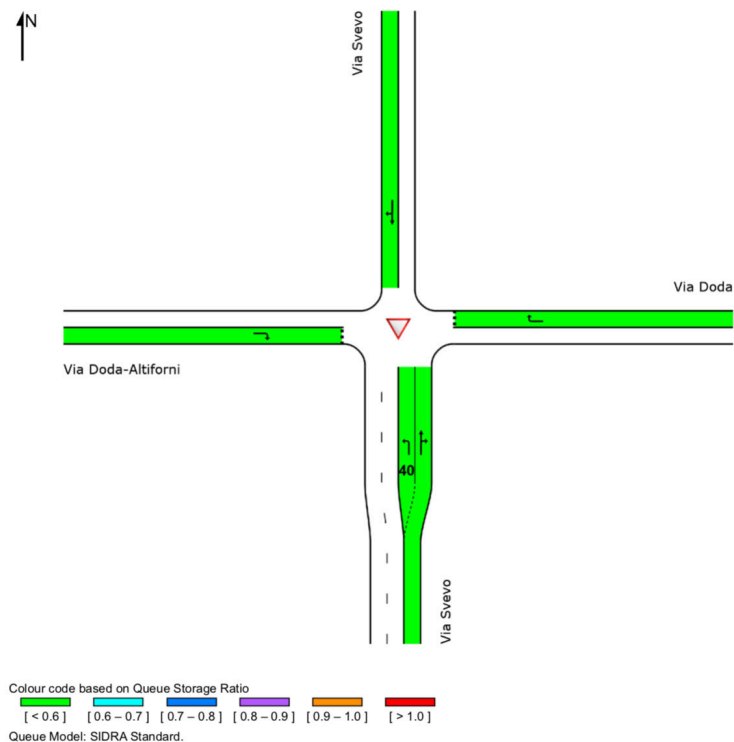 N
Via Svevo
Via Doda
Via Doda-Altiforni
40
Via Svevo
Colour code based on Queue Storage Ratio
[ < 0.6 ] [ 0.6 – 0.7 ] [ 0.7 – 0.8 ] [ 0.8 – 0.9 ] [ 0.9 – 1.0 ] [ > 1.0 ]
Queue Model: SIDRA Standard.